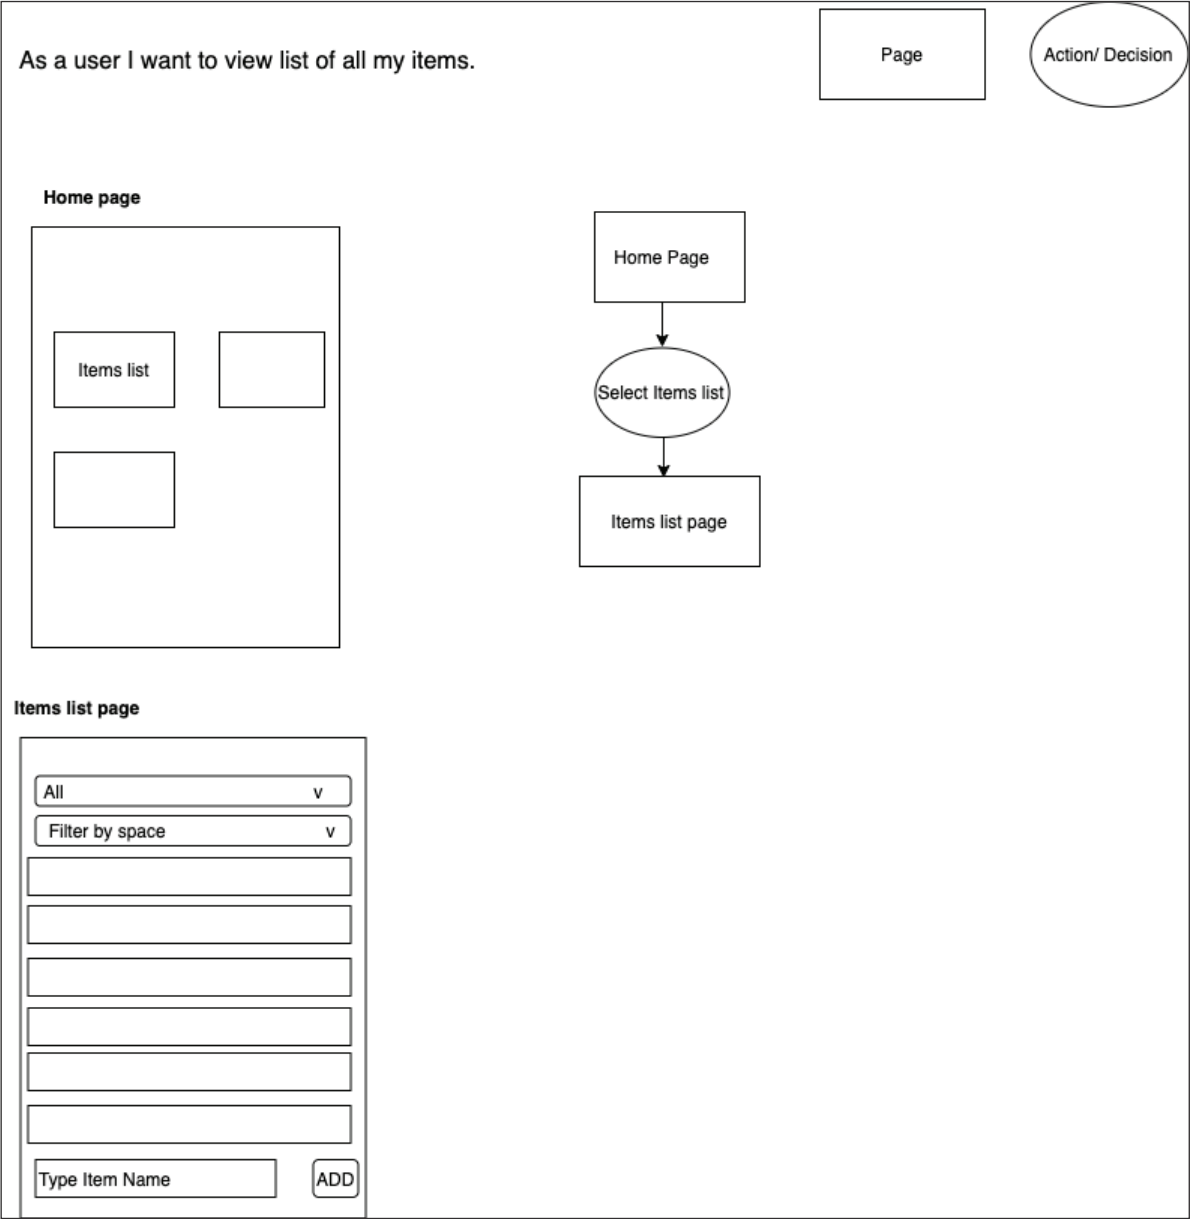 As a user I want to view list of all my items.
Page
Action/ Decision
Home page
Items list
Home Page
Select Items list
Items list page
Items list page
All v
Filter by space v
Type Item Name
ADD